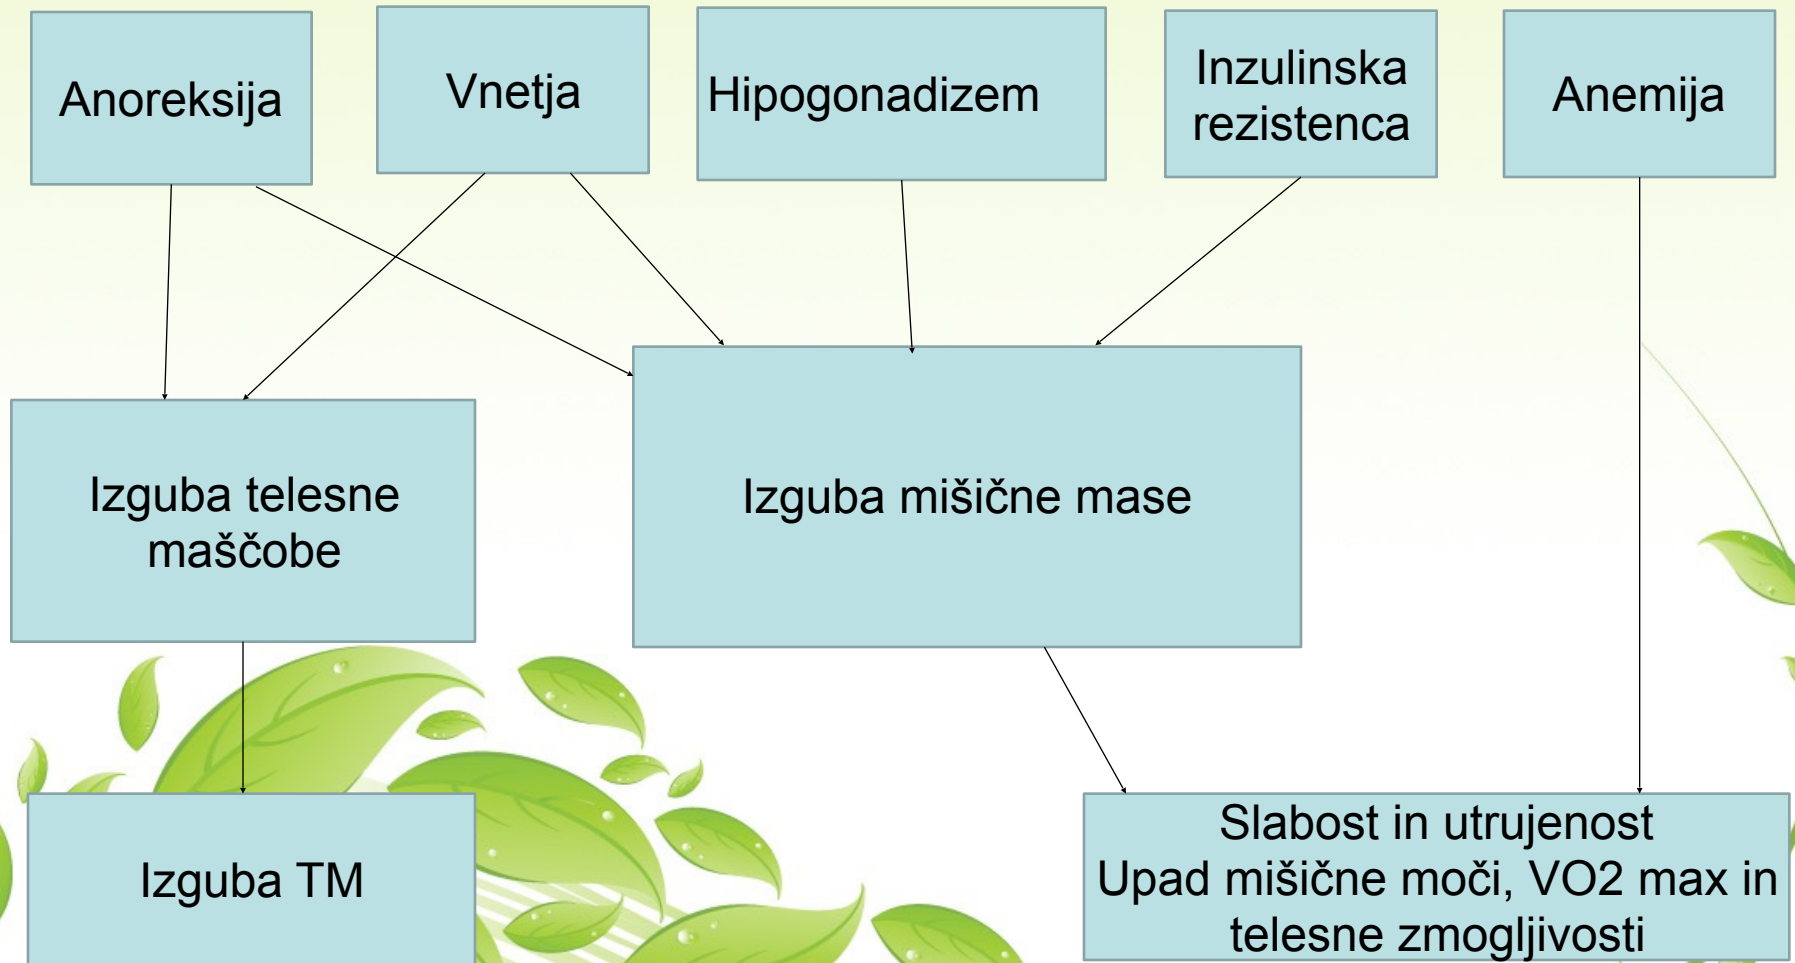 Anoreksija
Vnetja
Hipogonadizem
Inzulinska
rezistenca
Anemija
Izguba telesne
maščobe
Izguba mišične mase
Izguba TM
Slabost in utrujenost
Upad mišične moči, VO2 max in
telesne zmogljivosti